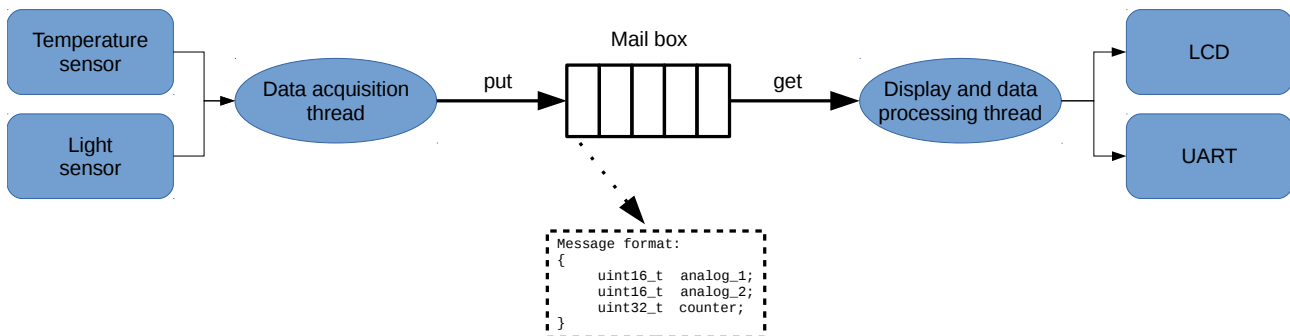 Temperature
sensor
Light
sensor
Data acquisition
thread
put
Mail box
get
Display and data
processing thread
LCD
UART
Message format:
{
uint16_t analog_1;
uint16_t analog_2;
uint32_t counter;
}